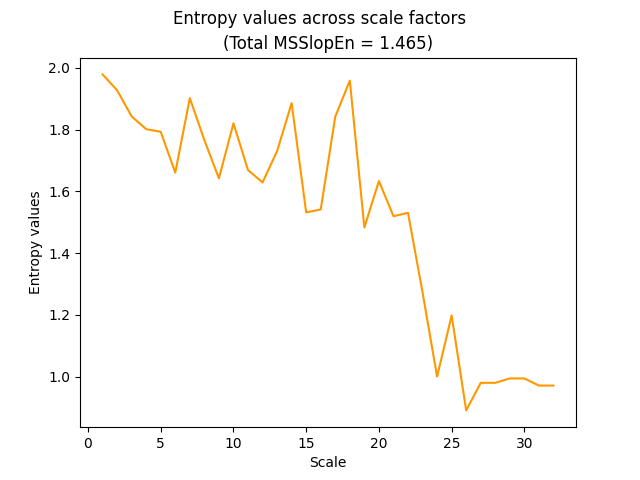 Entropy values across scale factors
(Total MSSlopEn = 1.465)
2.0
1.8
1.6
1.4
1.2
1.0
Entropy values
0 5 10 15 20 25 30
Scale